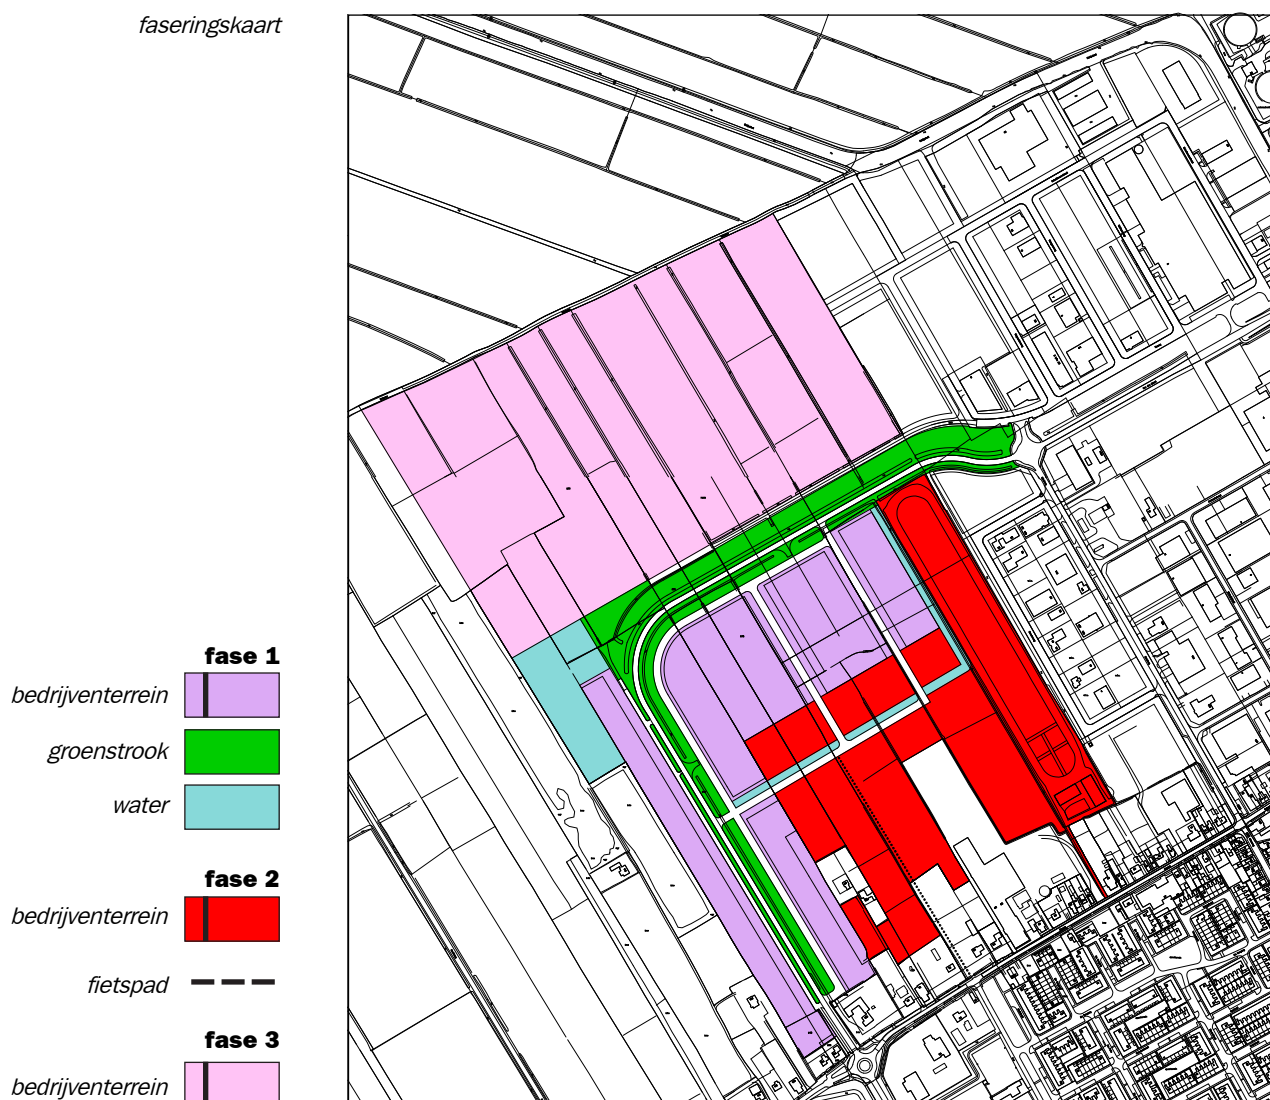 faseringskaart
fase 1
bedrijventerrein
groenstrook
water
fase 2
bedrijventerrein
fietspad
fase 3
bedrijventerrein